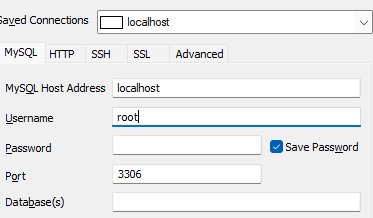 Saved Connections localhost
MySQL HTTP SSH SSL Advanced
MySQL Host Address localhost
Username root
Password Save Password
Port 3306
Database(s)